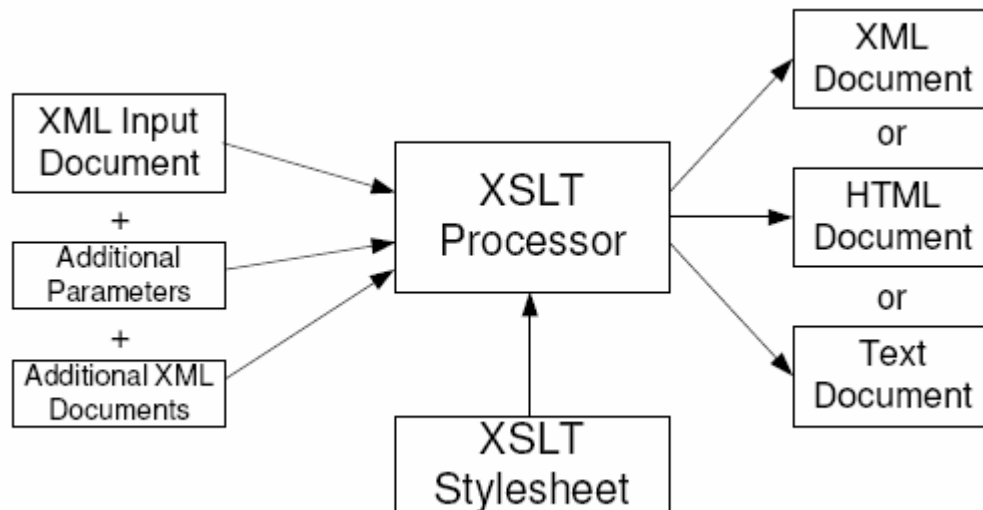 XML Input
Document
+
Additional
Parameters
+
Additional XML
Documents
XSLT
Processor
XSLT
Stylesheet
XML
Document
or
HTML
Document
or
Text
Document